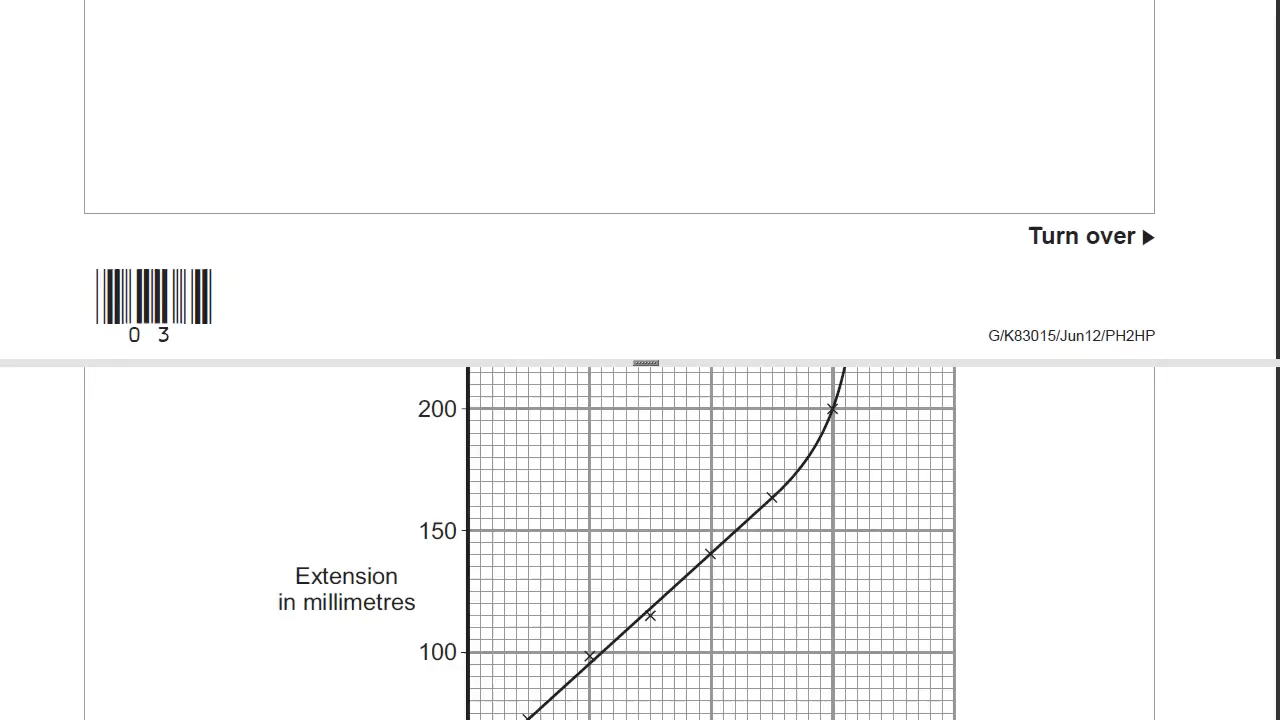 Turn over
0 3
G/K83015/Jun12/PH2HP
200
150
Extension
in millimetres
100